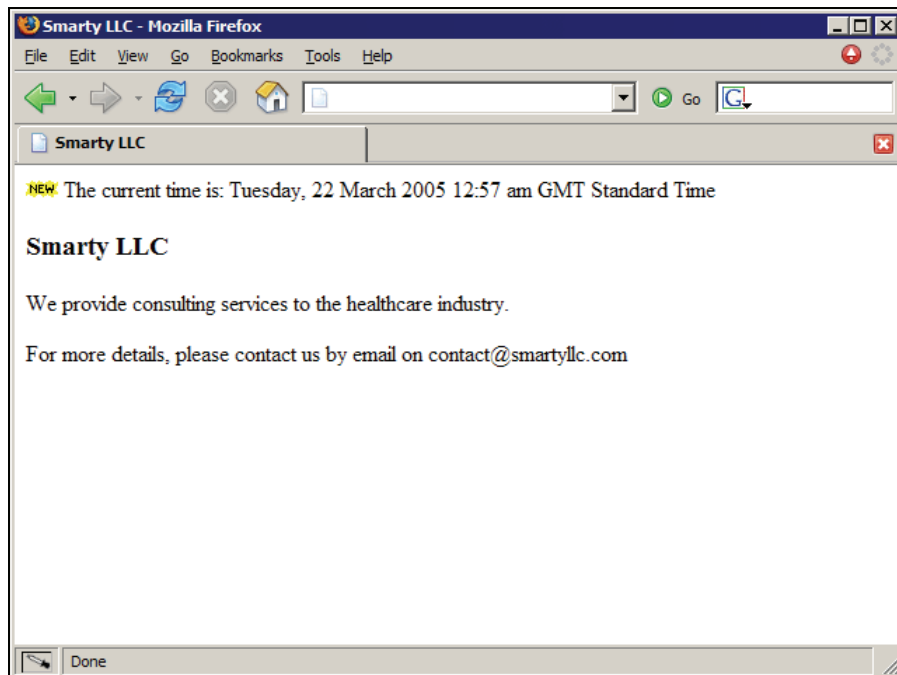 Smarty LLC - Mozilla Firefox
File Edit View Go Bookmarks Tools Help
Go G
Smarty LLC
NEW The current time is: Tuesday, 22 March 2005 12:57 am GMT Standard Time
Smarty LLC
We provide consulting services to the healthcare industry.
For more details, please contact us by email on contact@smartyllc.com
Done